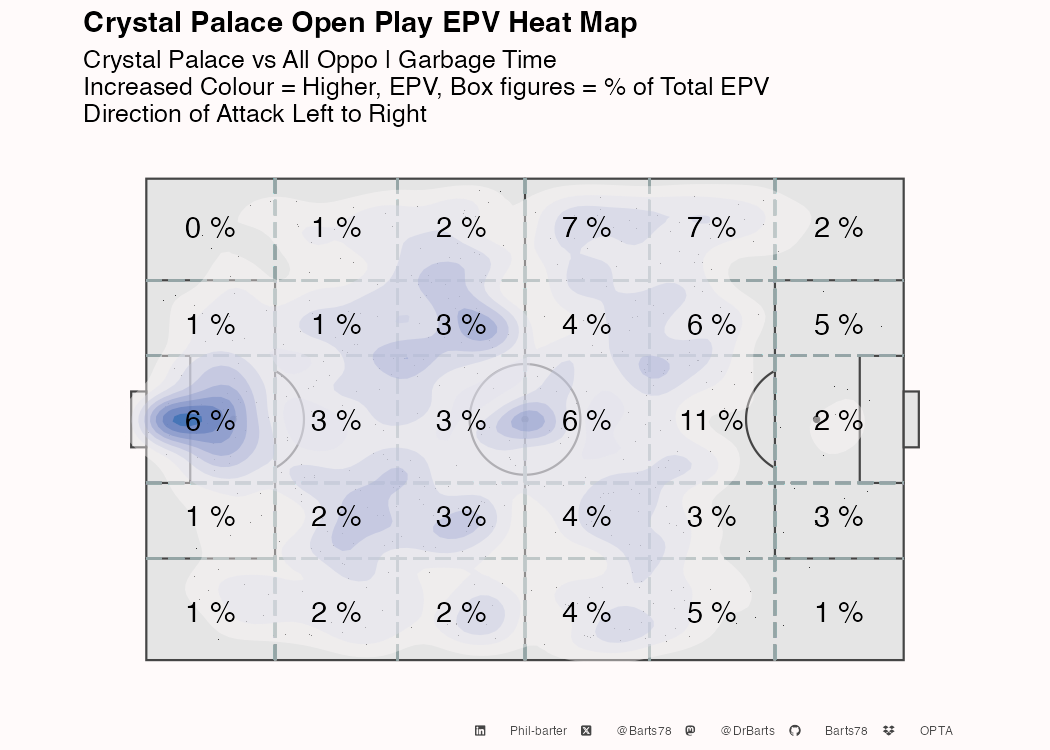 Crystal Palace Open Play EPV Heat Map
Crystal Palace vs All Oppo | Garbage Time
Increased Colour = Higher, EPV, Box figures = % of Total EPV
Direction of Attack Left to Right
0 % 1 % 2 % 7 % 7 % 2 %
1 % 1 % 3 % 4 % 6 % 5 %
6 % 3 % 3 % 6 % 11 % 2 %
1 % 2 % 3 % 4 % 3 % 3 %
1 % 2 % 2 % 4 % 5 % 1 %
Phil-barter @Barts78 @DrBarts Barts78 OPTA